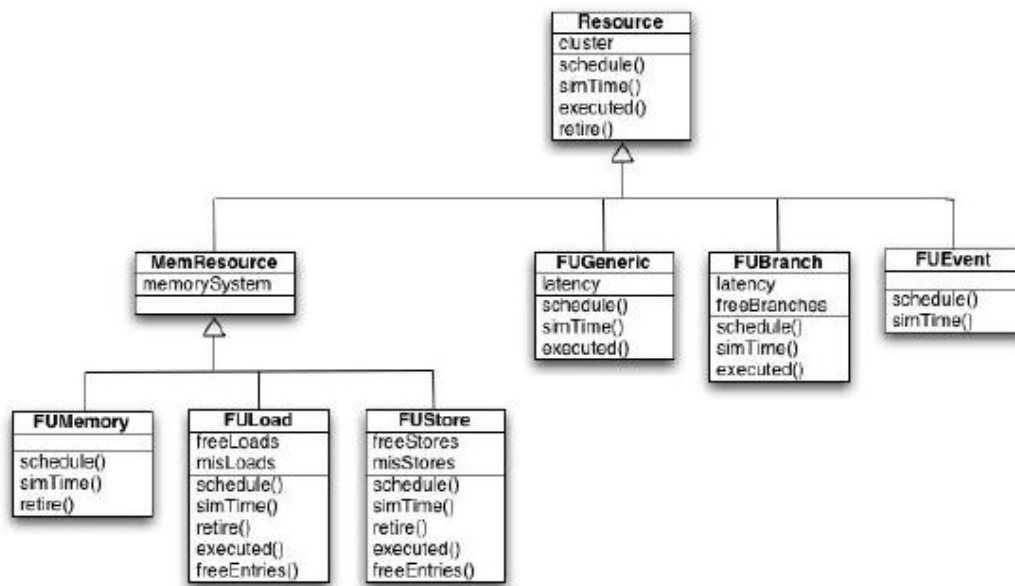 Resource
cluster
schedule()
simTime()
executed()
retire()
MemResource
memorySystem
FUGeneric
latency
schedule()
simTime()
executed()
FUBranch
latency
freeBranches
schedule()
simTime()
executed()
FUEvent
schedule()
simTime()
FUMemory
schedule()
simTime()
retire()
FULoad
freeLoads
misLoads
schedule()
simTime()
retire()
executed()
freeEntries()
FUStore
freeStores
misStores
schedule()
simTime()
retire()
executed()
freeEntries()